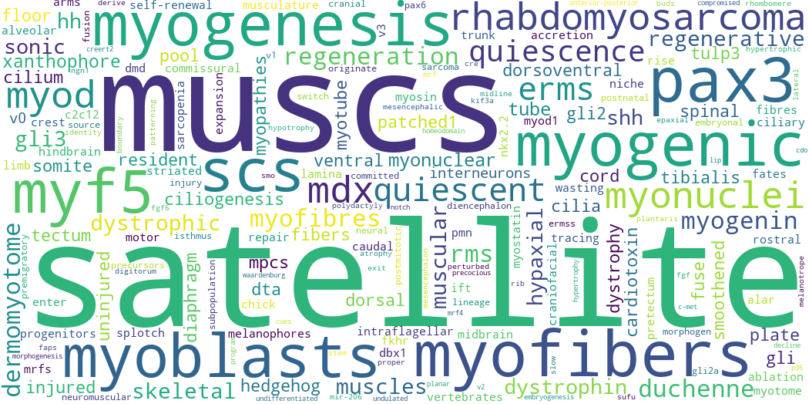 arms self-renewal musculature cranial pax6 anterior-posterior buds compromised rhombomere
floor hh myogenesis fusion derive v3 trunk accretion rhabdomyosarcoma
alveolar sonic pool v1 originate sarcoma cre quiescence regenerative hypertrophic
xanthophore creert2 commissural regeneration dorsoventral tulp3 rise lateral
cilium ngn1 dmd switch mrf midline niche postnatal fibres
myod muscs sarcopenia expansion myopathies myotube myosin mesencephalic kif3a erms pax3
v0 c2c12 boundary patterning patched1 homeodomain nkx2.2 tube gli2 shh spinal embryonal ciliary
gli3 crest source identity hypotrophy myod1 epaxial cdo
hindbrain resident ventral myonuclear interneurons myogenic lip
limb somite striated scs lamina committed cord tibialis fates
myf5 injury smo mdx quiescent cilia wasting myonuclei
ciliogenesis polydactyly notch diencephalon plantaris
fgf6 dystrophic myofibres muscular pmn hypaxial myostatin ermss tracing dystrophy myogenin
dermomyotome tectum motor isthmus repair fibers neural caudal postmitotic mesencephalon rms craniofacial cardiotoxin fuse rostral
premigratory precursors mpcs atrophy perturbed fgf
uninjured digitorum diaphragm subpopulation waardenburg exit precocious rib hypertrophy pretectum smoothened c-met melanotrope
satellite
enter dta chick dorsal ift lineage alar
progenitors splotch melanophores cues intraflagellar mrf4 midbrain morphogen plate
mrfs faps program fkhr dbx1 slow gli2a gli decline
morphogenesis myoblasts stem proper myofibers p38
injured skeletal hedgehog muscles planar v2 dystrophin duchenne ablation
neuromuscular undifferentiated mir-206 undulated vertebrates embryogenesis sufu myotome